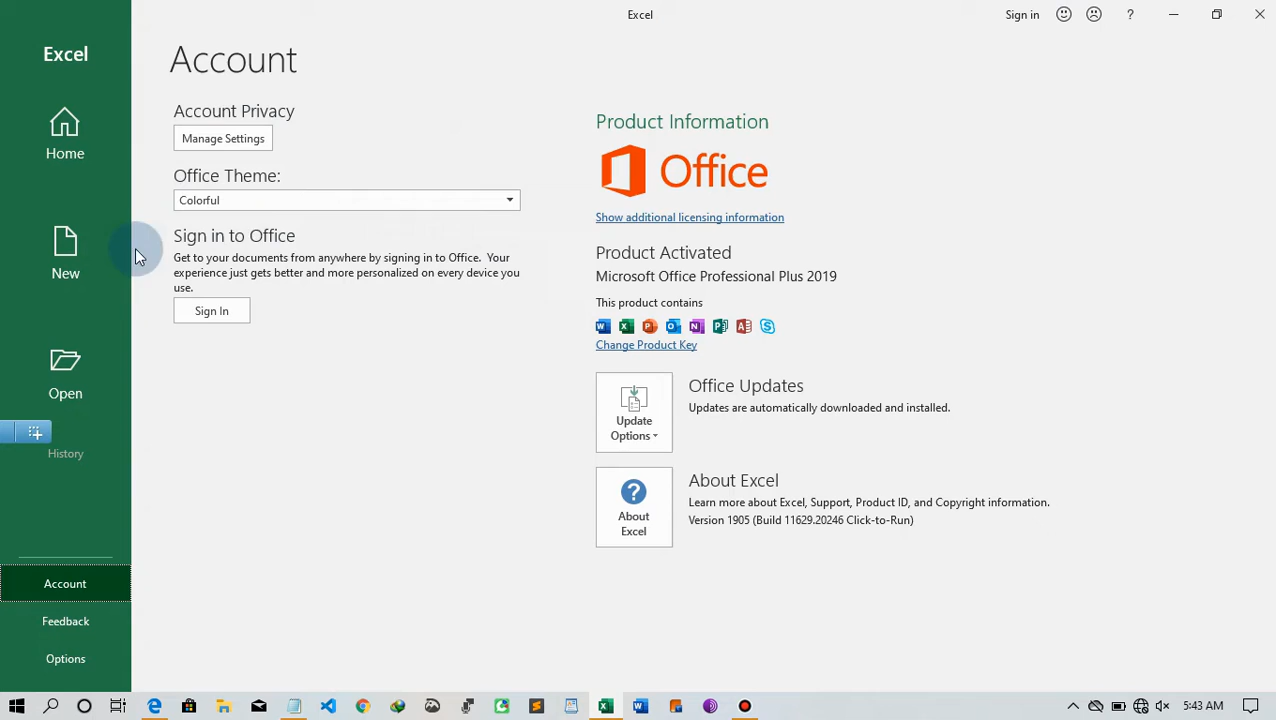 Excel
Sign in
?
Excel
Home
New
Open
History
Account
Feedback
Options
Account
Account Privacy
Manage Settings
Office Theme:
Colorful
Sign in to Office
Get to your documents from anywhere by signing in to Office. Your
experience just gets better and more personalized on every device you
use.
Sign In
Product Information
Office
Show additional licensing information
Product Activated
Microsoft Office Professional Plus 2019
This product contains
Change Product Key
Update
Options
Office Updates
Updates are automatically downloaded and installed.
?
About
Excel
About Excel
Learn more about Excel, Support, Product ID, and Copyright information.
Version 1905 (Build 11629.20246 Click-to-Run)
5:43 AM